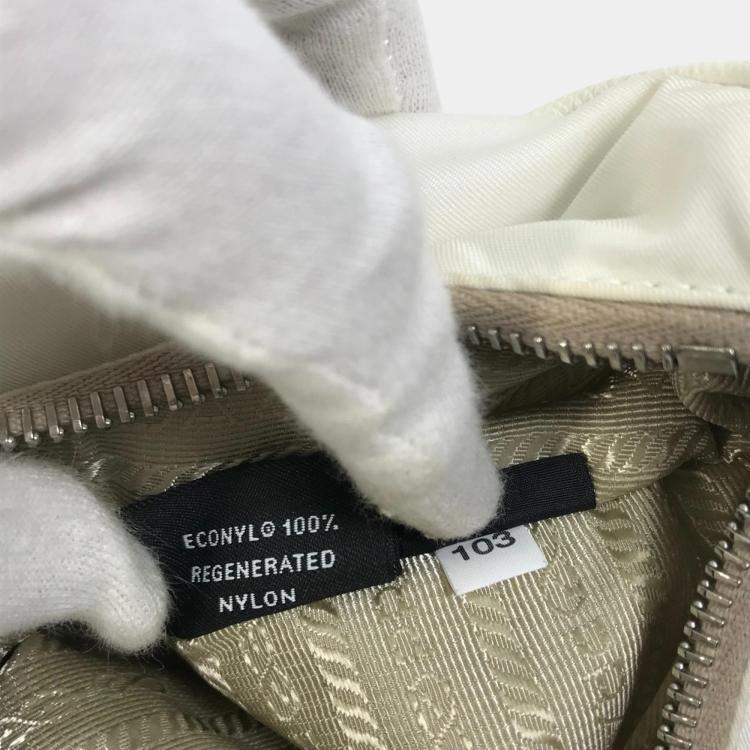 ECONYL® 100%
REGENERATED
NYLON
103